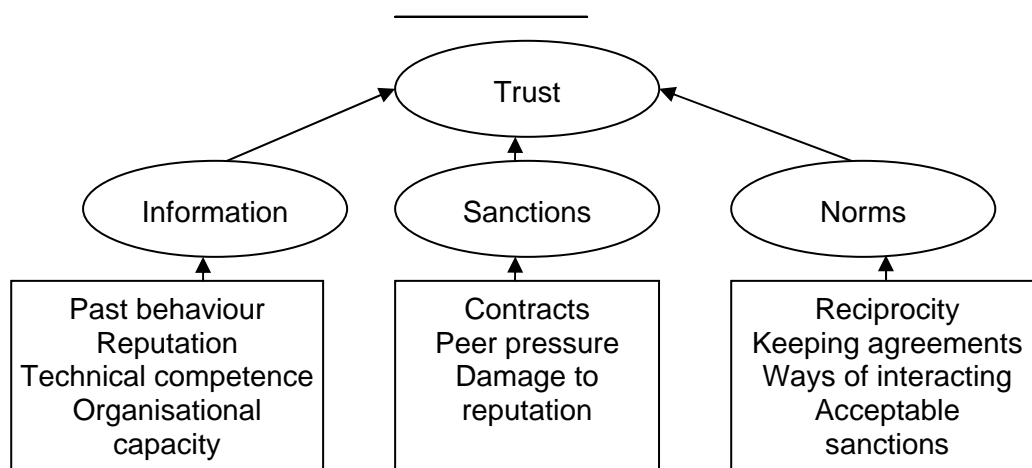 Trust
Information
Sanctions
Norms
Past behaviour
Reputation
Technical competence
Organisational
capacity
Contracts
Peer pressure
Damage to
reputation
Reciprocity
Keeping agreements
Ways of interacting
Acceptable
sanctions